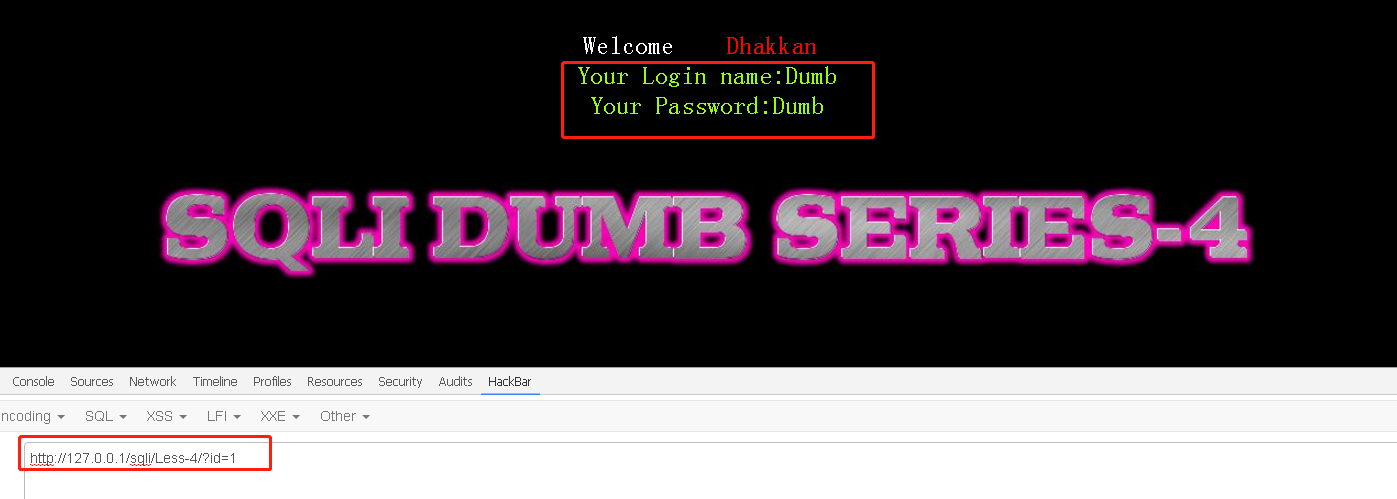 Welcome Dhakkan
Your Login name:Dumb
Your Password:Dumb
SQLI DUMB SERIES-4
Console Sources Network Timeline Profiles Resources Security Audits HackBar
ncoding SQL XSS LFI XXE Other
http://127.0.0.1/sqli/Less-4/?id=1